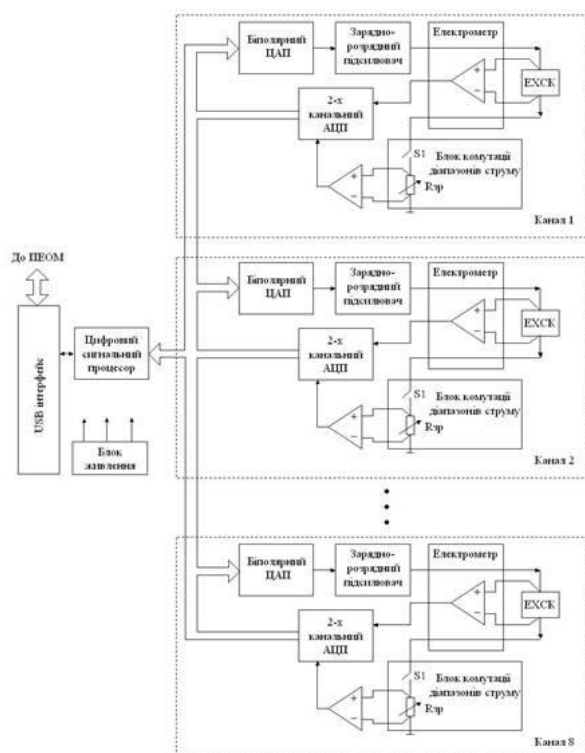 Біполярний
ЦАП
Зарядно-
розрядний
підсилювач
Електрометр
+
−
ЕХСК
2-х
канальний
АЦП
S1
Блок комутації
діапазонів струму
+
−
Rзр
Канал 1
До ПЕОМ
USB інтерфейс
Цифровий
сигнальний
процесор
Блок
живлення
Біполярний
ЦАП
Зарядно-
розрядний
підсилювач
Електрометр
+
−
ЕХСК
2-х
канальний
АЦП
S1
Блок комутації
діапазонів струму
+
−
Rзр
Канал 2
Біполярний
ЦАП
Зарядно-
розрядний
підсилювач
Електрометр
+
−
ЕХСК
2-х
канальний
АЦП
S1
Блок комутації
діапазонів струму
+
−
Rзр
Канал 8